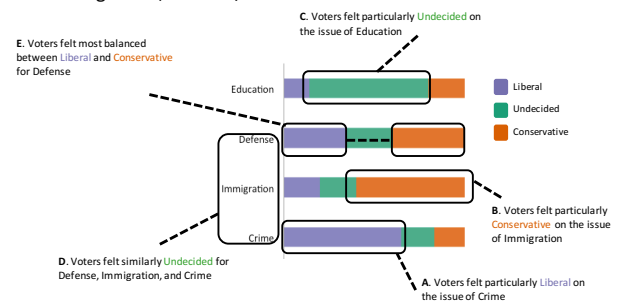 C. Voters felt particularly Undecided on
the issue of Education
E. Voters felt most balanced
between Liberal and Conservative
for Defense
Education
Defense
Immigration
Crime
Liberal
Undecided
Conservative
B. Voters felt particularly
Conservative on the issue
of Immigration
D. Voters felt similarly Undecided for
Defense, Immigration, and Crime
A. Voters felt particularly Liberal on
the issue of Crime